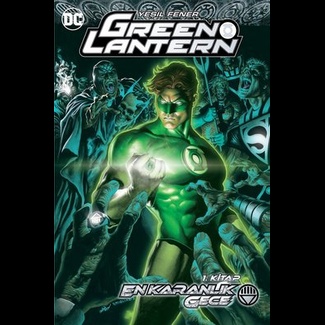 DC
YEŞİL FENER
GREEN LANTERN
1. KİTAP
EN KARANLIK
GECE